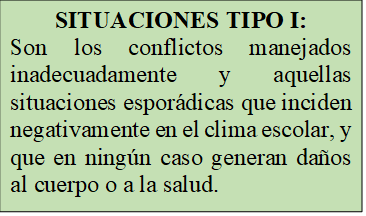 SITUACIONES TIPO I:
Son los conflictos manejados
inadecuadamente y aquellas
situaciones esporádicas que inciden
negativamente en el clima escolar, y
que en ningún caso generan daños
al cuerpo o a la salud.